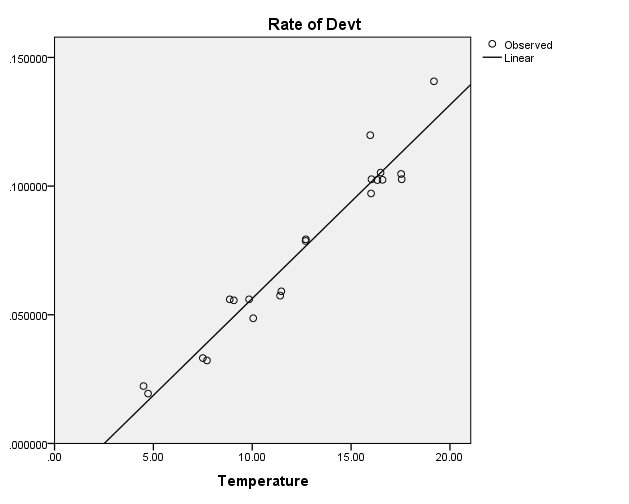 Rate of Devt
Observed
Linear
.150000
.100000
.050000
.000000
.00 5.00 10.00 15.00 20.00
Temperature